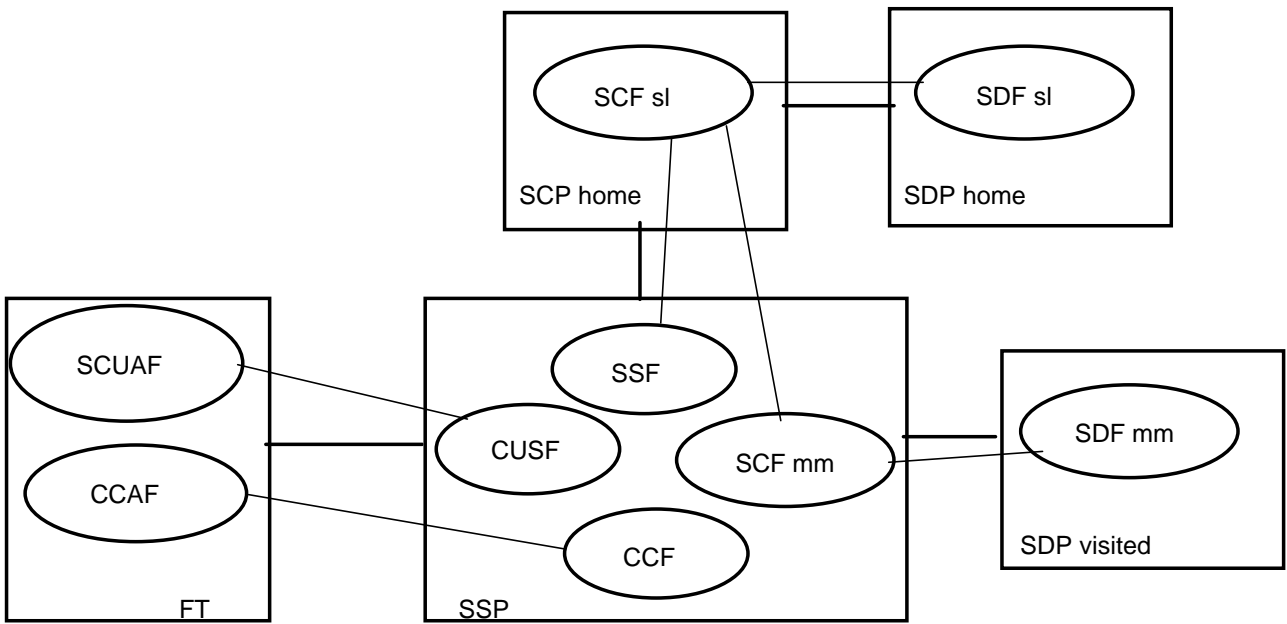 SCF sl
SDF sl
SCP home
SDP home
SCUAF
SSF
CUSF
SCF mm
SDF mm
CCAF
CCF
SDP visited
FT
SSP